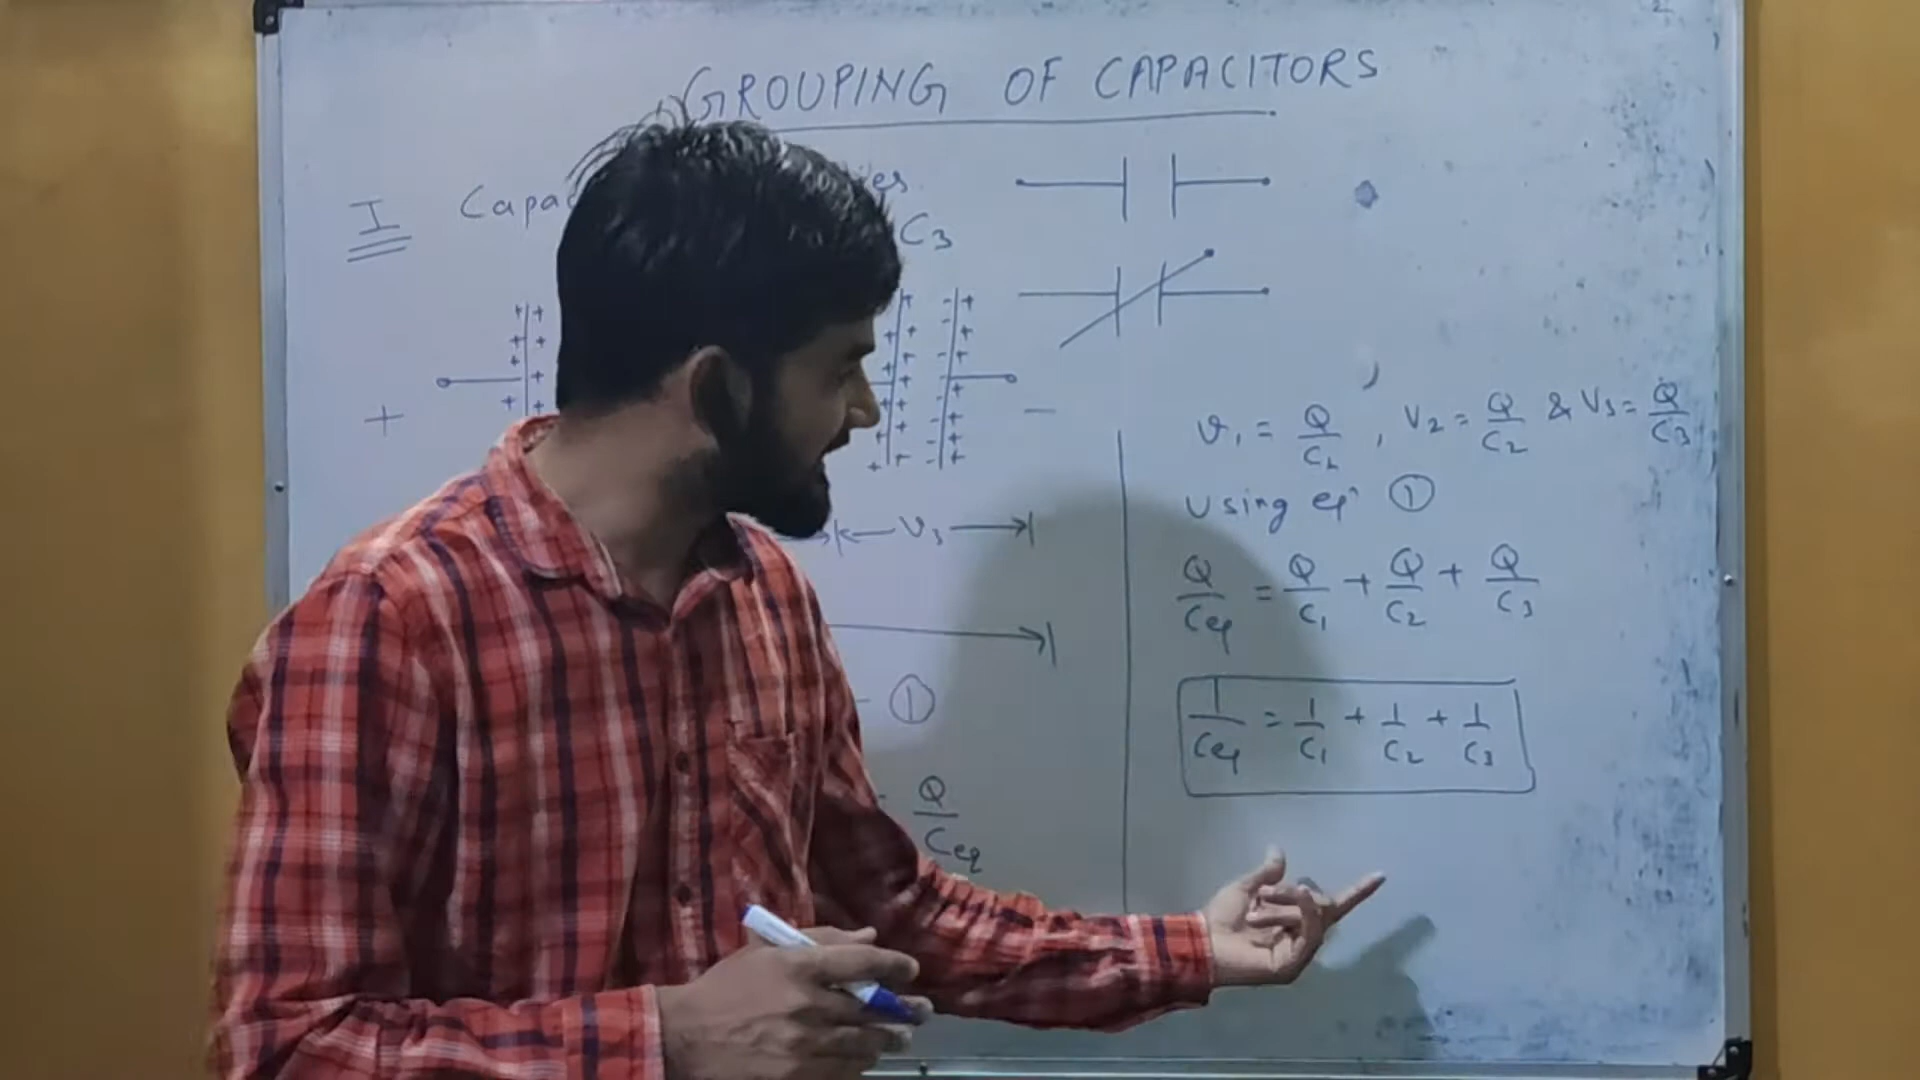 GROUPING OF CAPACITORS
I
C3
+ -
V3
- ①
Q/Ceq
V1 = Q/C1 , V2 = Q/C2 & V3 = Q/C3
Using eqn ①
Q/Ceq = Q/C1 + Q/C2 + Q/C3
1/Ceq = 1/C1 + 1/C2 + 1/C3